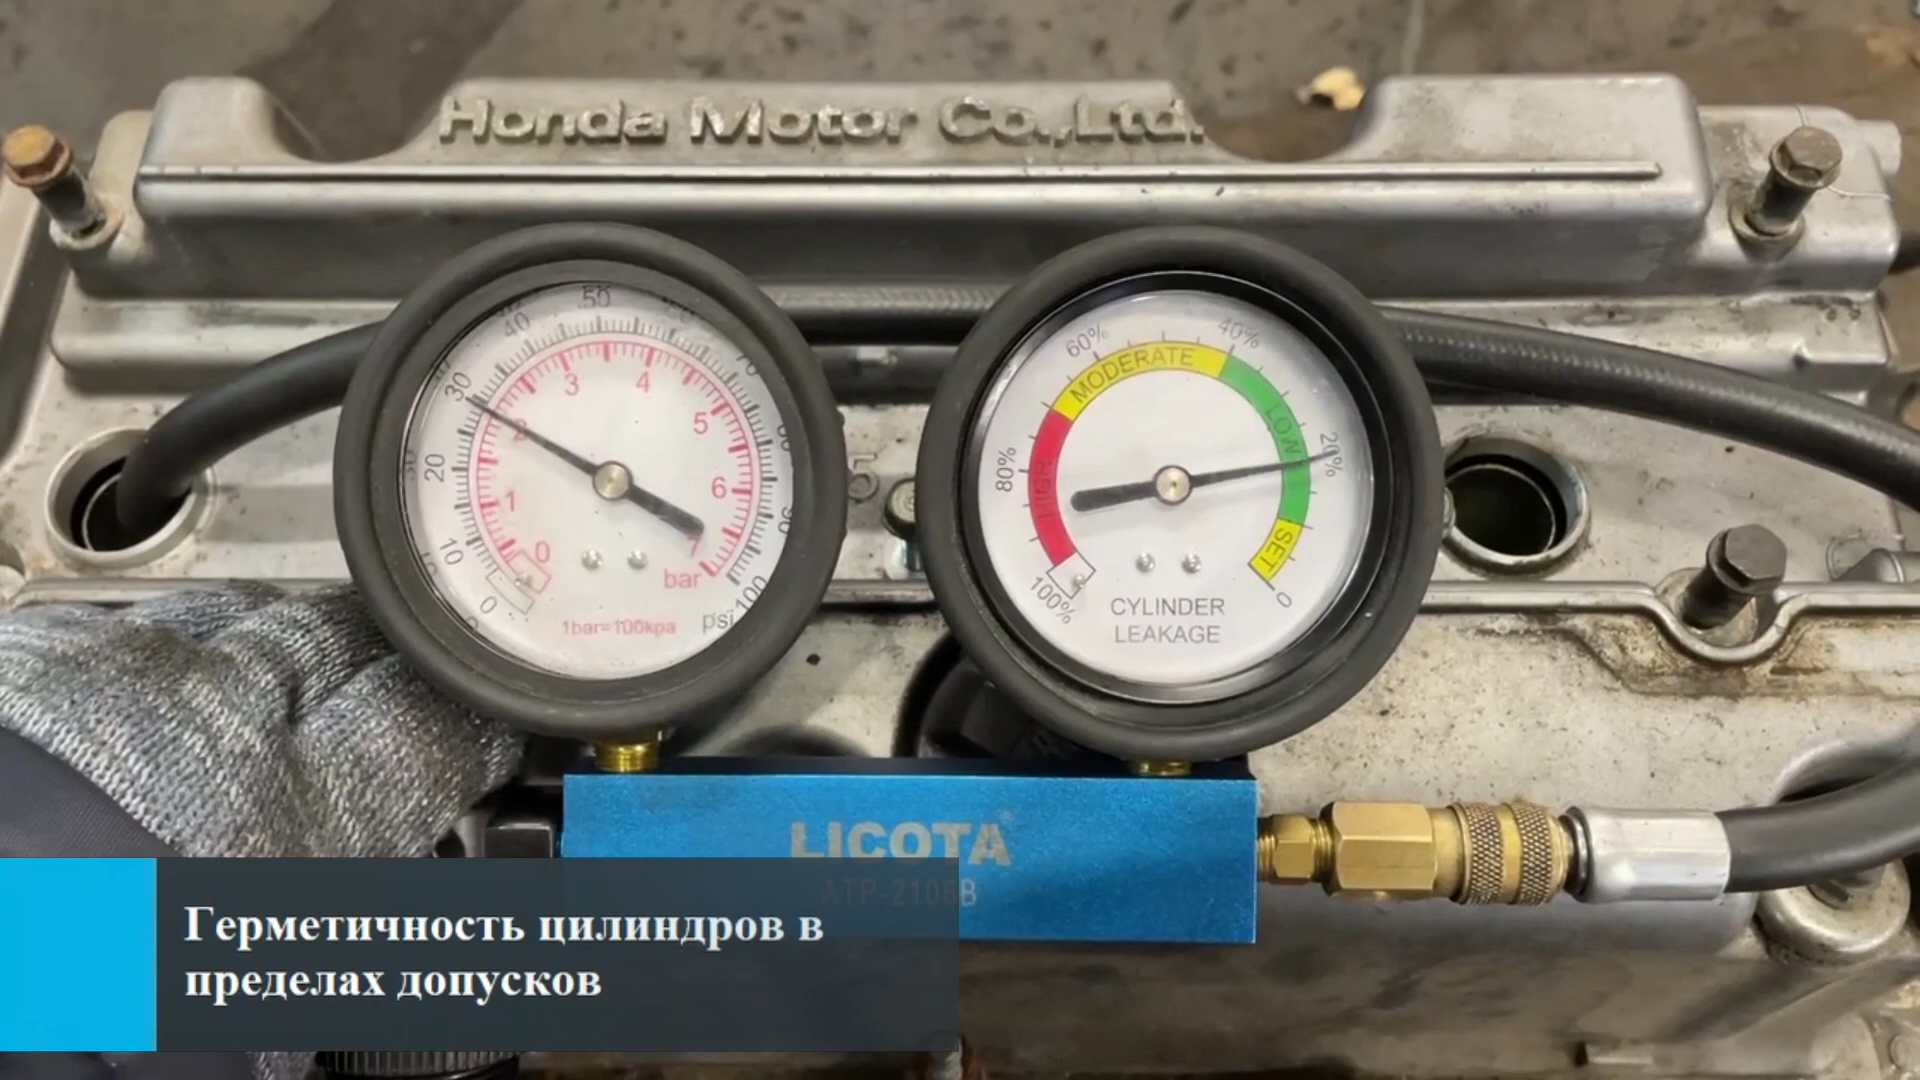 Honda Motor Co.,Ltd.
50
40
30
20
10
0
3
4
2
5
1
6
0
7
bar
psi
100
1bar=100kpa
60%
40%
MODERATE
LOW
20%
80%
HIGH
SET
100%
0
CYLINDER
LEAKAGE
LICOTA
ATP-2106B
Герметичность цилиндров в
пределах допусков